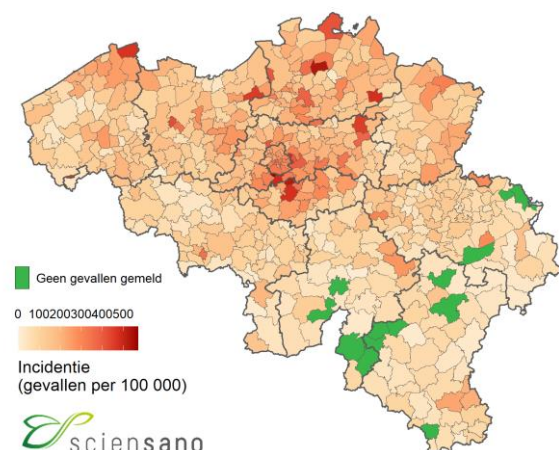 Geen gevallen gemeld
0 100200300400500
Incidentie
(gevallen per 100 000)
sciensano